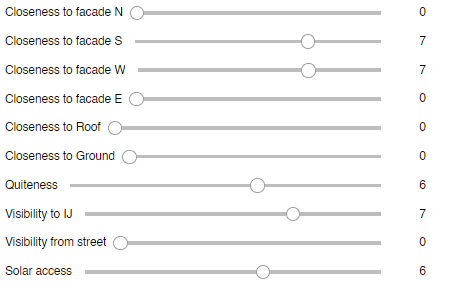 Closeness to facade N 0
Closeness to facade S 7
Closeness to facade W 7
Closeness to facade E 0
Closeness to Roof 0
Closeness to Ground 0
Quiteness 6
Visibility to IJ 7
Visibility from street 0
Solar access 6